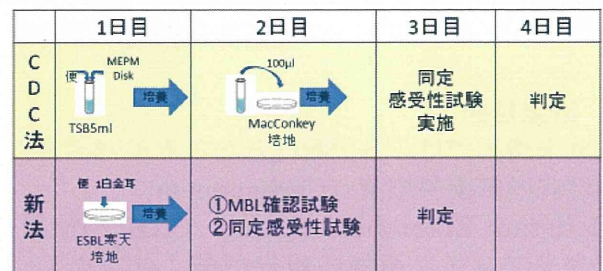 1日目
2日目
3日目
4日目
CDC法
便
MEPM
Disk
培養
TSB5ml
100μl
培養
MacConkey
培地
同定
感受性試験
実施
判定
新法
便 1白金耳
培養
ESBL寒天
培地
①MBL確認試験
②同定感受性試験
判定